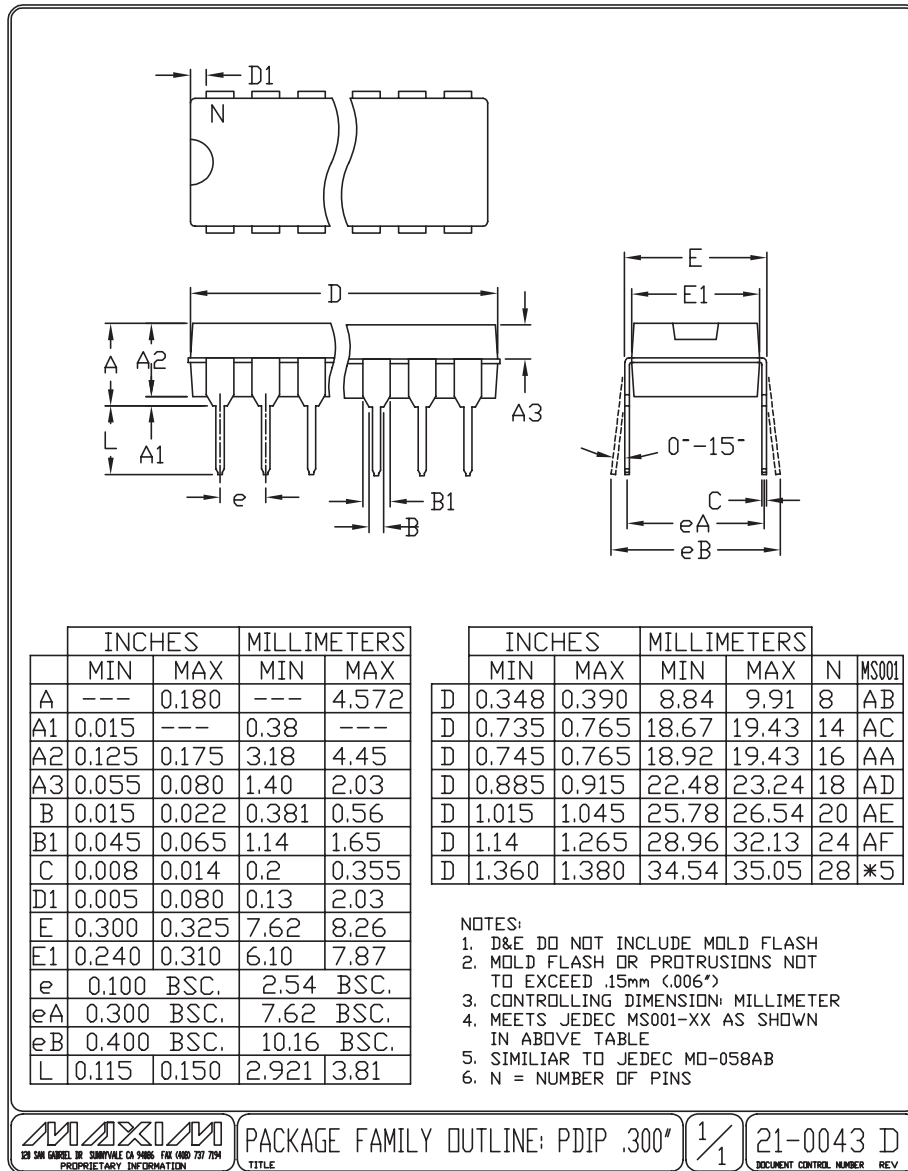 D1
N
E
E1
D
A
A2
A3
L
A1
0°-15°
e
B1
B
C
eA
eB
INCHES MILLIMETERS
MIN MAX MIN MAX
A --- 0.180 --- 4.572
A1 0.015 --- 0.38 ---
A2 0.125 0.175 3.18 4.45
A3 0.055 0.080 1.40 2.03
B 0.015 0.022 0.381 0.56
B1 0.045 0.065 1.14 1.65
C 0.008 0.014 0.2 0.355
D1 0.005 0.080 0.13 2.03
E 0.300 0.325 7.62 8.26
E1 0.240 0.310 6.10 7.87
e 0.100 BSC. 2.54 BSC.
eA 0.300 BSC. 7.62 BSC.
eB 0.400 BSC. 10.16 BSC.
L 0.115 0.150 2.921 3.81
INCHES MILLIMETERS
MIN MAX MIN MAX N MS001
D 0.348 0.390 8.84 9.91 8 AB
D 0.735 0.765 18.67 19.43 14 AC
D 0.745 0.765 18.92 19.43 16 AA
D 0.885 0.915 22.48 23.24 18 AD
D 1.015 1.045 25.78 26.54 20 AE
D 1.14 1.265 28.96 32.13 24 AF
D 1.360 1.380 34.54 35.05 28 *5
NOTES:
1. D&E DO NOT INCLUDE MOLD FLASH
2. MOLD FLASH OR PROTRUSIONS NOT
TO EXCEED .15mm (.006")
3. CONTROLLING DIMENSION: MILLIMETER
4. MEETS JEDEC MS001-XX AS SHOWN
IN ABOVE TABLE
5. SIMILIAR TO JEDEC MO-058AB
6. N = NUMBER OF PINS
MAXIM
120 SAN GABRIEL DR SUNNYVALE CA 94086 FAX (408) 737 7194
PROPRIETARY INFORMATION
PACKAGE FAMILY OUTLINE: PDIP .300"
TITLE
1/1
21-0043 D
DOCUMENT CONTROL NUMBER REV